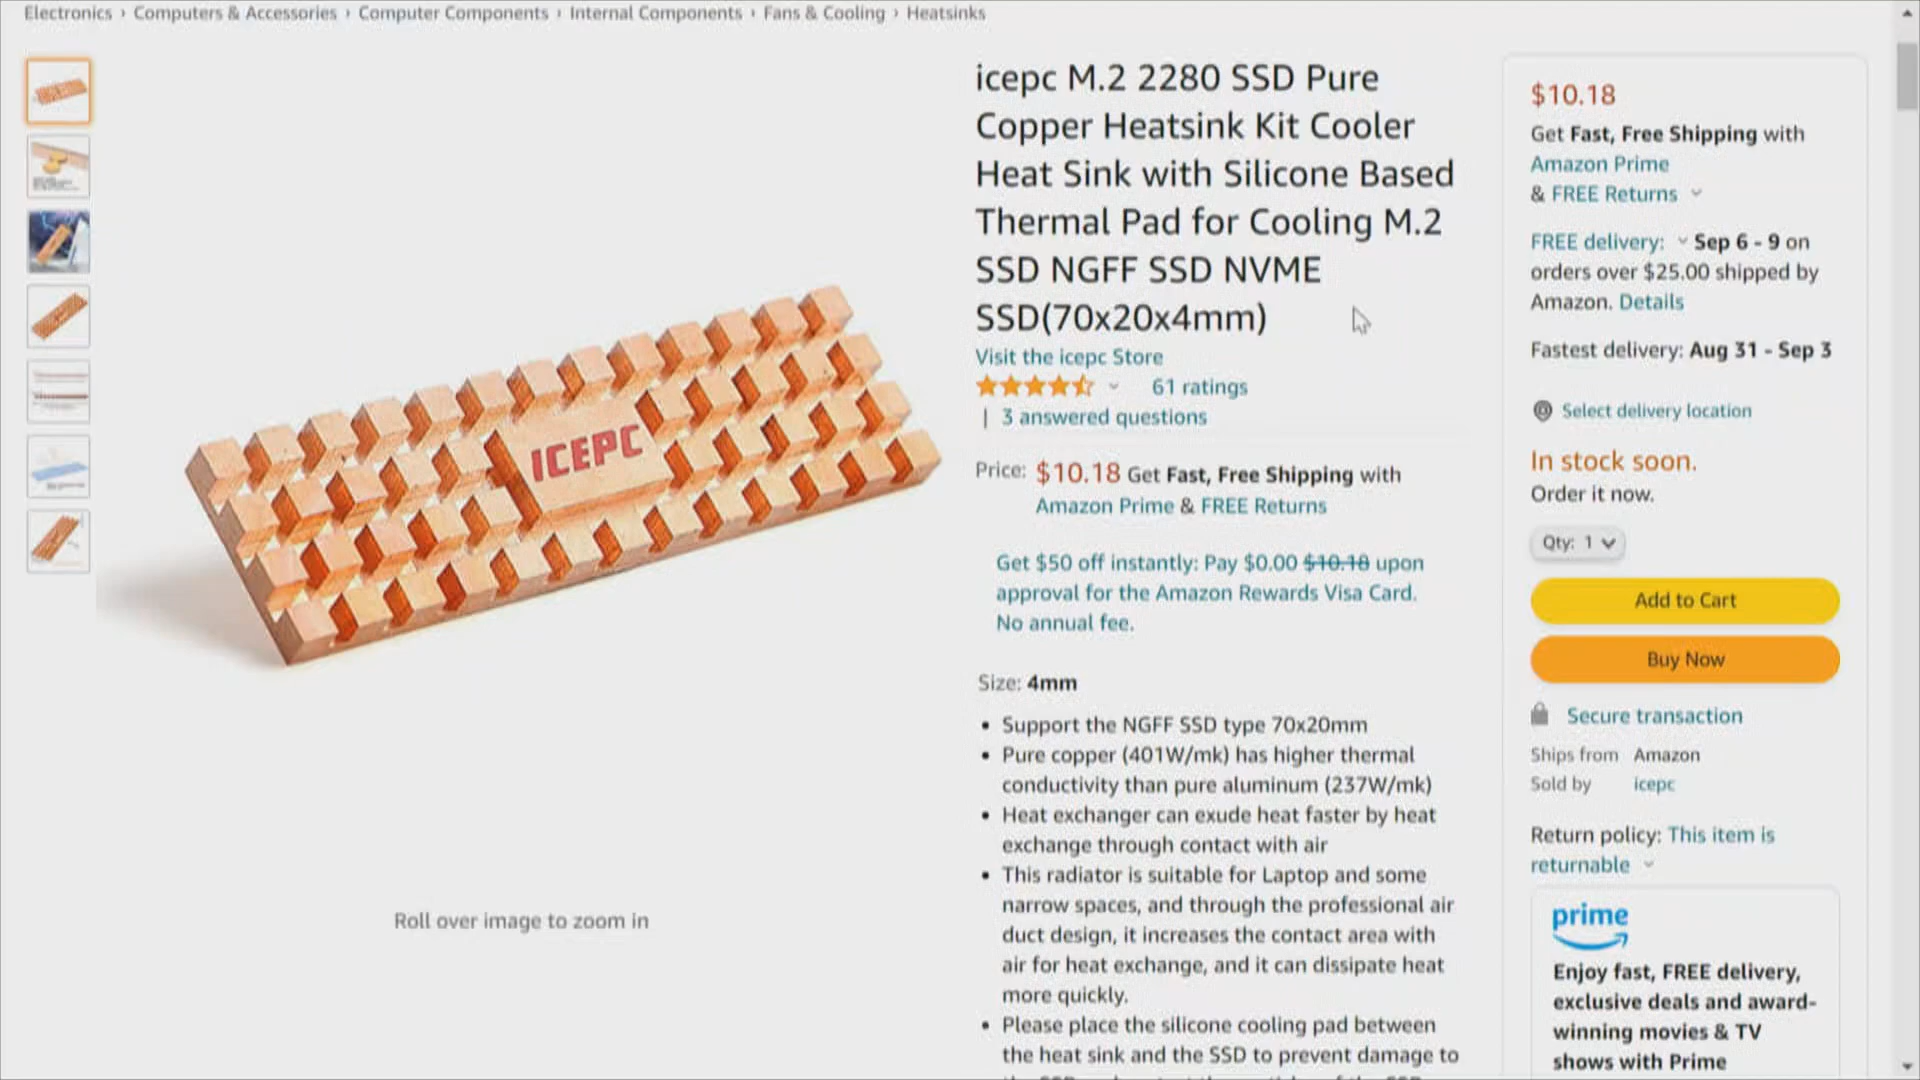 Electronics › Computers & Accessories › Computer Components › Internal Components › Fans & Cooling › Heatsinks
ICEPC
Roll over image to zoom in
icepc M.2 2280 SSD Pure
Copper Heatsink Kit Cooler
Heat Sink with Silicone Based
Thermal Pad for Cooling M.2
SSD NGFF SSD NVME
SSD(70x20x4mm)
Visit the icepc Store
61 ratings
| 3 answered questions
Price: $10.18 Get Fast, Free Shipping with
Amazon Prime & FREE Returns
Get $50 off instantly: Pay $0.00 $10.18 upon
approval for the Amazon Rewards Visa Card.
No annual fee.
Size: 4mm
• Support the NGFF SSD type 70x20mm
• Pure copper (401W/mk) has higher thermal
conductivity than pure aluminum (237W/mk)
• Heat exchanger can exude heat faster by heat
exchange through contact with air
• This radiator is suitable for Laptop and some
narrow spaces, and through the professional air
duct design, it increases the contact area with
air for heat exchange, and it can dissipate heat
more quickly.
• Please place the silicone cooling pad between
the heat sink and the SSD to prevent damage to
$10.18
Get Fast, Free Shipping with
Amazon Prime
& FREE Returns
FREE delivery: Sep 6 - 9 on
orders over $25.00 shipped by
Amazon. Details
Fastest delivery: Aug 31 - Sep 3
Select delivery location
In stock soon.
Order it now.
Qty: 1
Add to Cart
Buy Now
Secure transaction
Ships from Amazon
Sold by icepc
Return policy: This item is
returnable
prime
Enjoy fast, FREE delivery,
exclusive deals and award-
winning movies & TV
shows with Prime